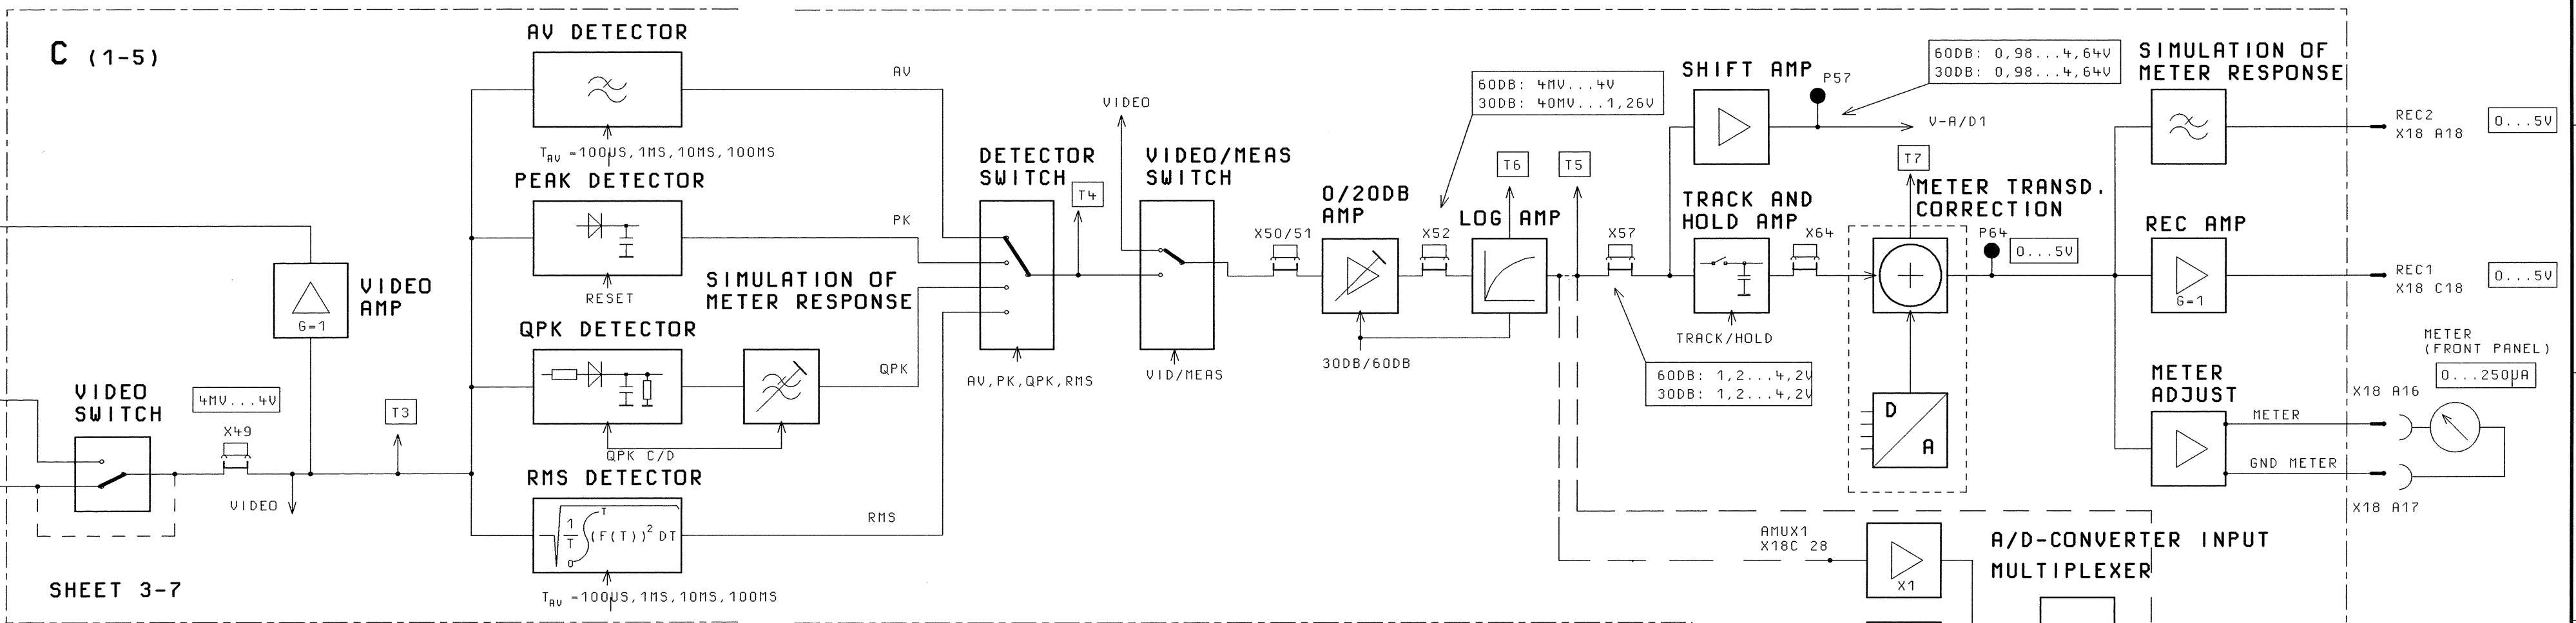 C (1-5)
AV DETECTOR
AV
T_AV =100US,1MS,10MS,100MS
PEAK DETECTOR
PK
RESET
SIMULATION OF
METER RESPONSE
QPK DETECTOR
QPK
QPK C/D
RMS DETECTOR
1
T
T
0
(F(T))² DT
RMS
T_AV =100US,1MS,10MS,100MS
VIDEO
AMP
G=1
VIDEO
SWITCH
4MV...4V
X49
T3
VIDEO
SHEET 3-7
DETECTOR
SWITCH
T4
AV,PK,QPK,RMS
VIDEO
VIDEO/MEAS
SWITCH
VID/MEAS
X50/51
0/20DB
AMP
30DB/60DB
X52
60DB: 4MV...4V
30DB: 40MV...1,26V
T6
T5
LOG AMP
X57
60DB: 1,2...4,2V
30DB: 1,2...4,2V
SHIFT AMP
P57
60DB: 0,98...4,64V
30DB: 0,98...4,64V
V-A/D1
TRACK AND
HOLD AMP
TRACK/HOLD
X64
T7
METER TRANSD.
CORRECTION
P64
0...5V
D
A
SIMULATION OF
METER RESPONSE
REC2
X18 A18
0...5V
REC AMP
G=1
REC1
X18 C18
0...5V
METER
(FRONT PANEL)
0...250µA
METER
ADJUST
METER
X18 A16
GND METER
X18 A17
AMUX1
X18C 28
X1
A/D-CONVERTER INPUT
MULTIPLEXER